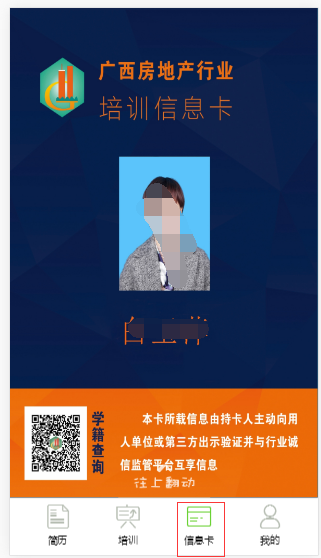 广西房地产行业
培训信息卡
学籍查询
本卡所载信息由持卡人主动向用
人单位或第三方出示验证并与行业诚
信监管平台互享信息
往上翻动
简历
培训
信息卡
我的